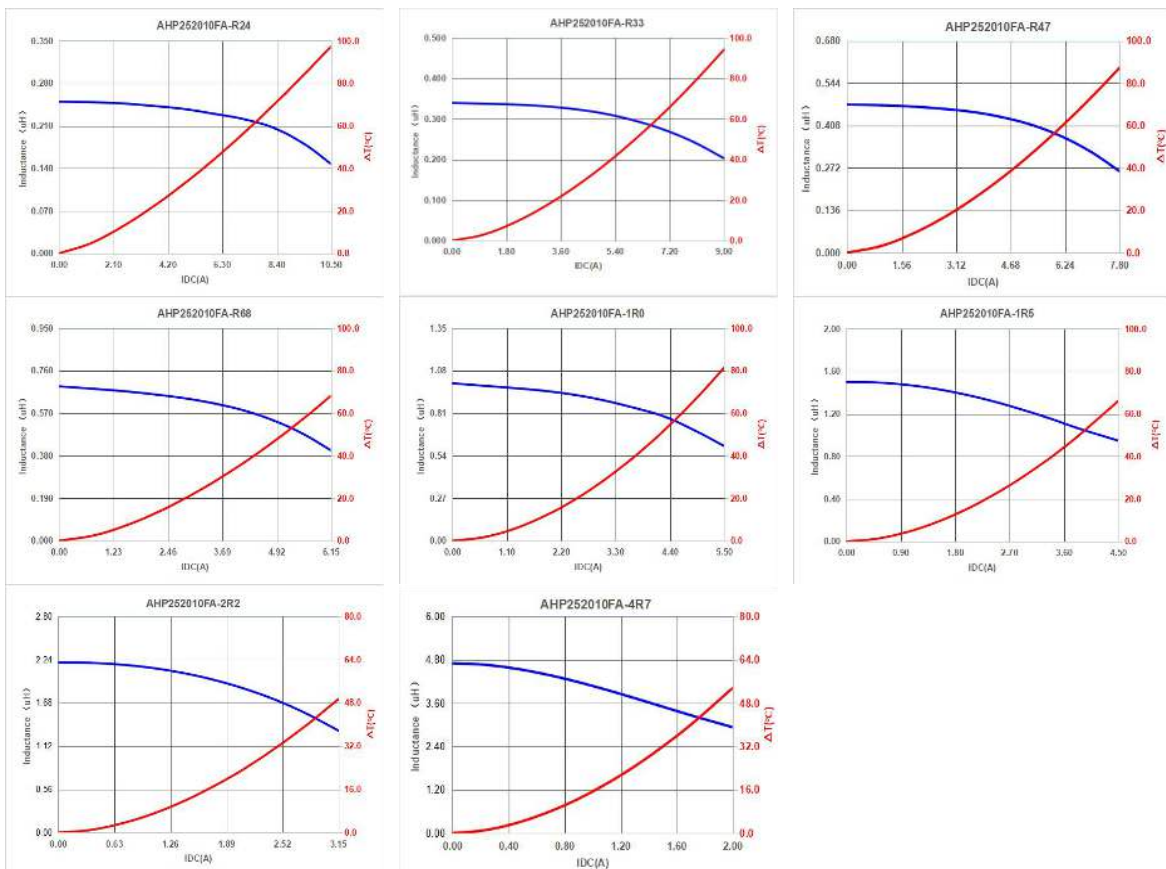 AHP252010FA-R24
0.350
0.280
0.210
0.140
0.070
0.000
Inductance (uH)
100.0
80.0
60.0
40.0
20.0
0.0
ΔT(℃)
0.00 2.10 4.20 6.30 8.40 10.50
IDC(A)
AHP252010FA-R33
0.500
0.400
0.300
0.200
0.100
0.000
Inductance (uH)
100.0
80.0
60.0
40.0
20.0
0.0
ΔT(℃)
0.00 1.80 3.60 5.40 7.20 9.00
IDC(A)
AHP252010FA-R47
0.680
0.544
0.408
0.272
0.136
0.000
Inductance (uH)
100.0
80.0
60.0
40.0
20.0
0.0
ΔT(℃)
0.00 1.56 3.12 4.68 6.24 7.80
IDC(A)
AHP252010FA-R68
0.950
0.760
0.570
0.380
0.190
0.000
Inductance (uH)
100.0
80.0
60.0
40.0
20.0
0.0
ΔT(℃)
0.00 1.23 2.46 3.69 4.92 6.15
IDC(A)
AHP252010FA-1R0
1.35
1.08
0.81
0.54
0.27
0.00
Inductance (uH)
100.0
80.0
60.0
40.0
20.0
0.0
ΔT(℃)
0.00 1.10 2.20 3.30 4.40 5.50
IDC(A)
AHP252010FA-1R5
2.00
1.60
1.20
0.80
0.40
0.00
Inductance (uH)
100.0
80.0
60.0
40.0
20.0
0.0
ΔT(℃)
0.00 0.90 1.80 2.70 3.60 4.50
IDC(A)
AHP252010FA-2R2
2.80
2.24
1.68
1.12
0.56
0.00
Inductance (uH)
80.0
64.0
48.0
32.0
16.0
0.0
ΔT(℃)
0.00 0.63 1.26 1.89 2.52 3.15
IDC(A)
AHP252010FA-4R7
6.00
4.80
3.60
2.40
1.20
0.00
Inductance (uH)
80.0
64.0
48.0
32.0
16.0
0.0
ΔT(℃)
0.00 0.40 0.80 1.20 1.60 2.00
IDC(A)